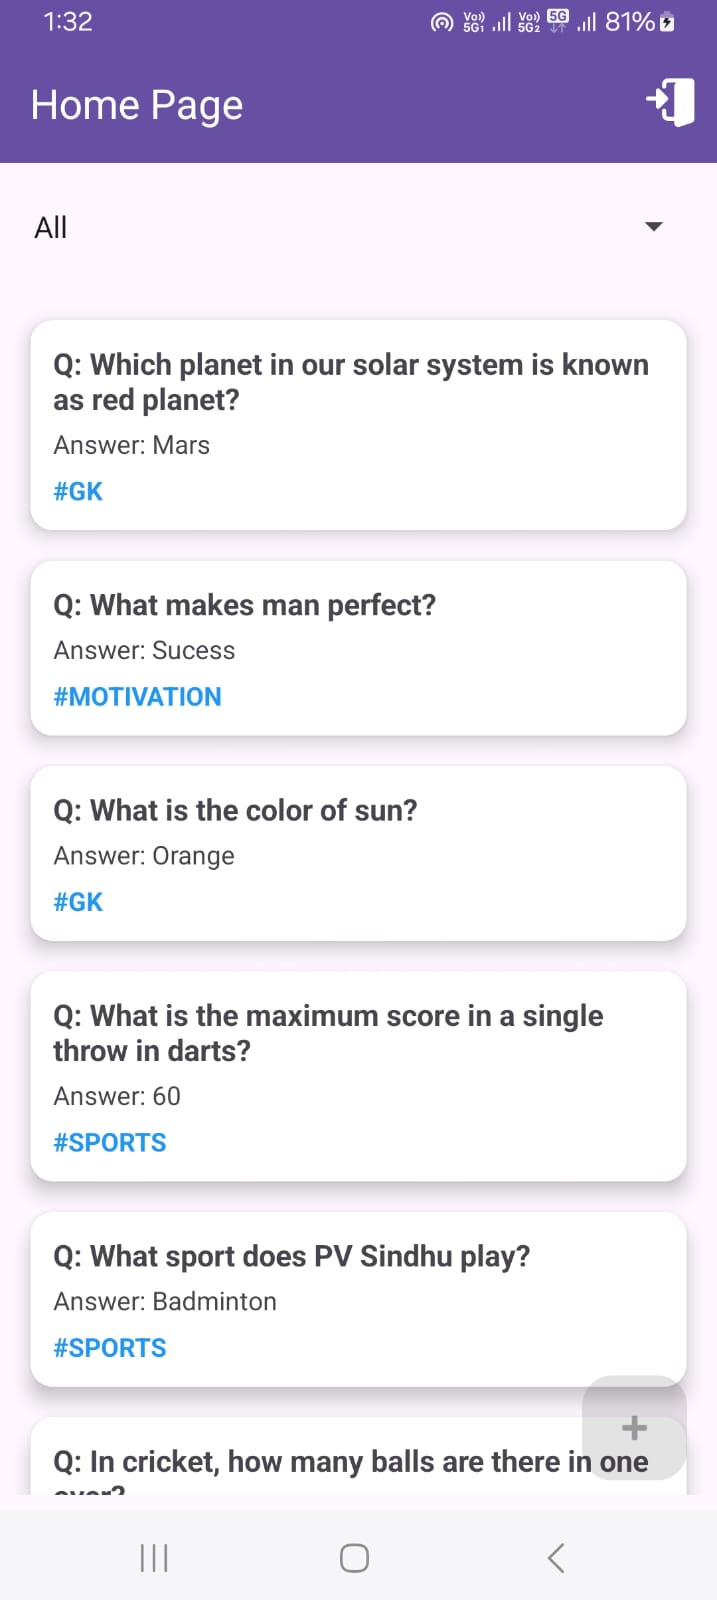 1:32
Vo)) 5G1 Vo)) 5G2 5G 81%
Home Page
All
Q: Which planet in our solar system is known
as red planet?
Answer: Mars
#GK
Q: What makes man perfect?
Answer: Sucess
#MOTIVATION
Q: What is the color of sun?
Answer: Orange
#GK
Q: What is the maximum score in a single
throw in darts?
Answer: 60
#SPORTS
Q: What sport does PV Sindhu play?
Answer: Badminton
#SPORTS
Q: In cricket, how many balls are there in one
over?